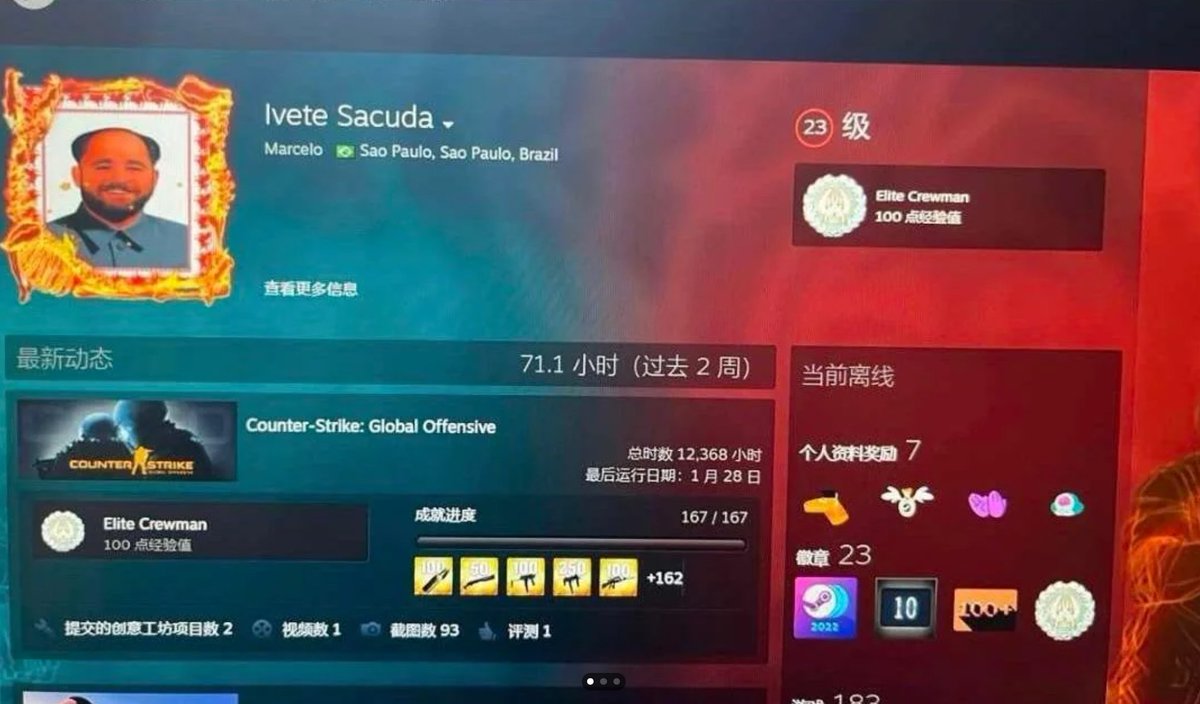 Ivete Sacuda
Marcelo Sao Paulo, Sao Paulo, Brazil
查看更多信息
23 级
Elite Crewman
100 点经验值
最新动态
71.1 小时（过去 2 周）
COUNTER STRIKE
Counter-Strike: Global Offensive
总时数 12,368 小时
最后运行日期：1 月 28 日
Elite Crewman
100 点经验值
成就进度
167 / 167
100 50 100 250 100 +162
提交的创意工坊项目数 2 视频数 1 截图数 93 评测 1
当前离线
个人资料奖励 7
徽章 23
2022
10
100+
183